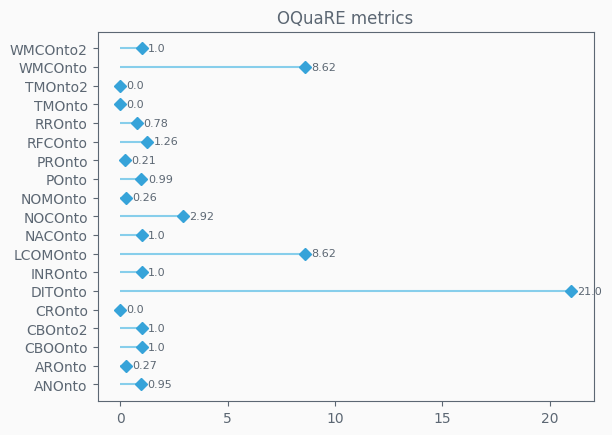 OQuaRE metrics
WMCOnto2 1.0
WMCOnto 8.62
TMOnto2 0.0
TMOnto 0.0
RROnto 0.78
RFCOnto 1.26
PROnto 0.21
POnto 0.99
NOMOnto 0.26
NOCOnto 2.92
NACOnto 1.0
LCOMOnto 8.62
INROnto 1.0
DITOnto 21.0
CROnto 0.0
CBOnto2 1.0
CBOOnto 1.0
AROnto 0.27
ANOnto 0.95
0 5 10 15 20